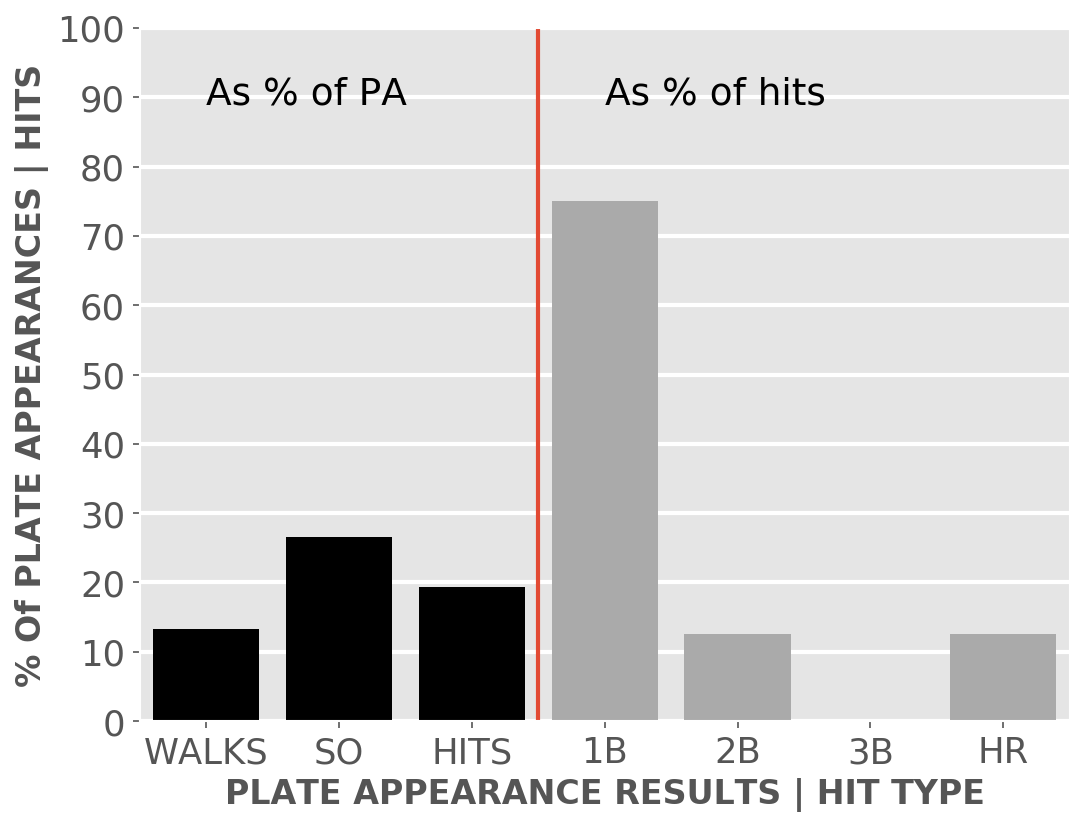 100
90
80
70
60
50
40
30
20
10
0
% Of PLATE APPEARANCES | HITS
As % of PA
As % of hits
WALKS SO HITS 1B 2B 3B HR
PLATE APPEARANCE RESULTS | HIT TYPE